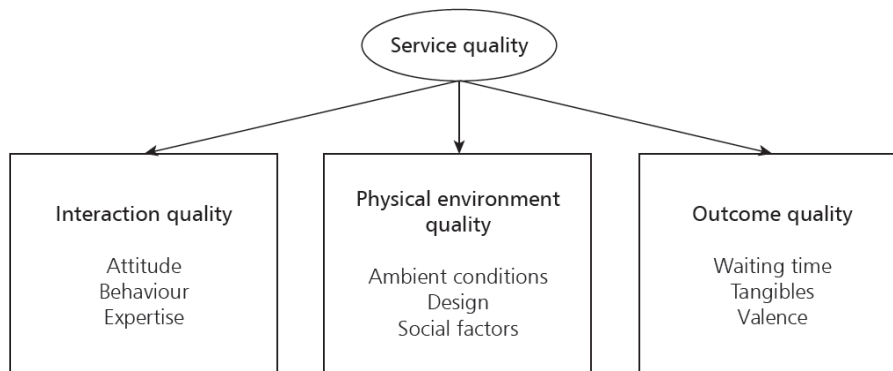 Service quality
Interaction quality
Attitude
Behaviour
Expertise
Physical environment
quality
Ambient conditions
Design
Social factors
Outcome quality
Waiting time
Tangibles
Valence